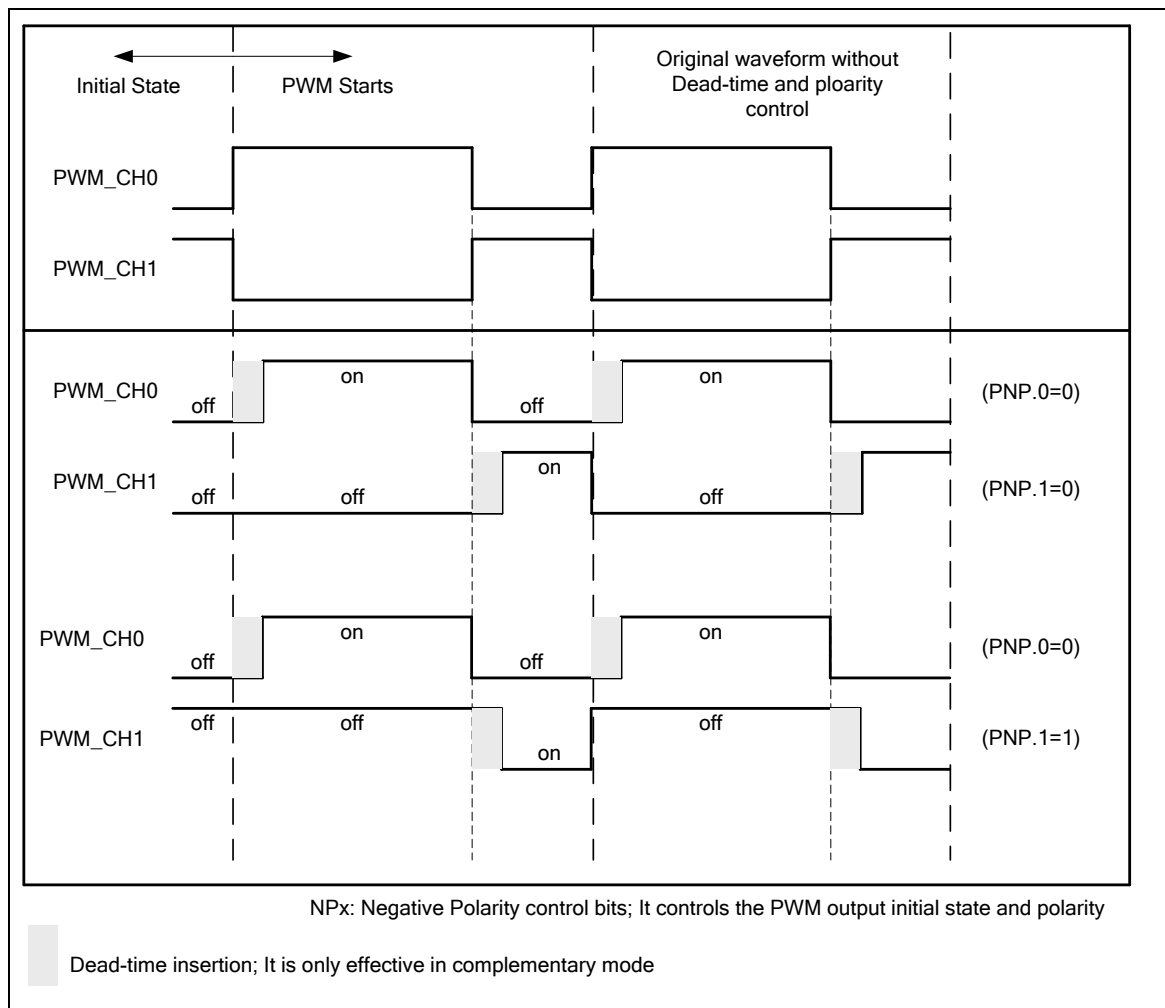 Initial State
PWM Starts
Original waveform without
Dead-time and ploarity
control
PWM_CH0
PWM_CH1
PWM_CH0
off
on
off
on
(PNP.0=0)
PWM_CH1
off
off
on
off
(PNP.1=0)
PWM_CH0
off
on
off
on
(PNP.0=0)
PWM_CH1
off
off
on
off
(PNP.1=1)
NPx: Negative Polarity control bits; It controls the PWM output initial state and polarity
Dead-time insertion; It is only effective in complementary mode